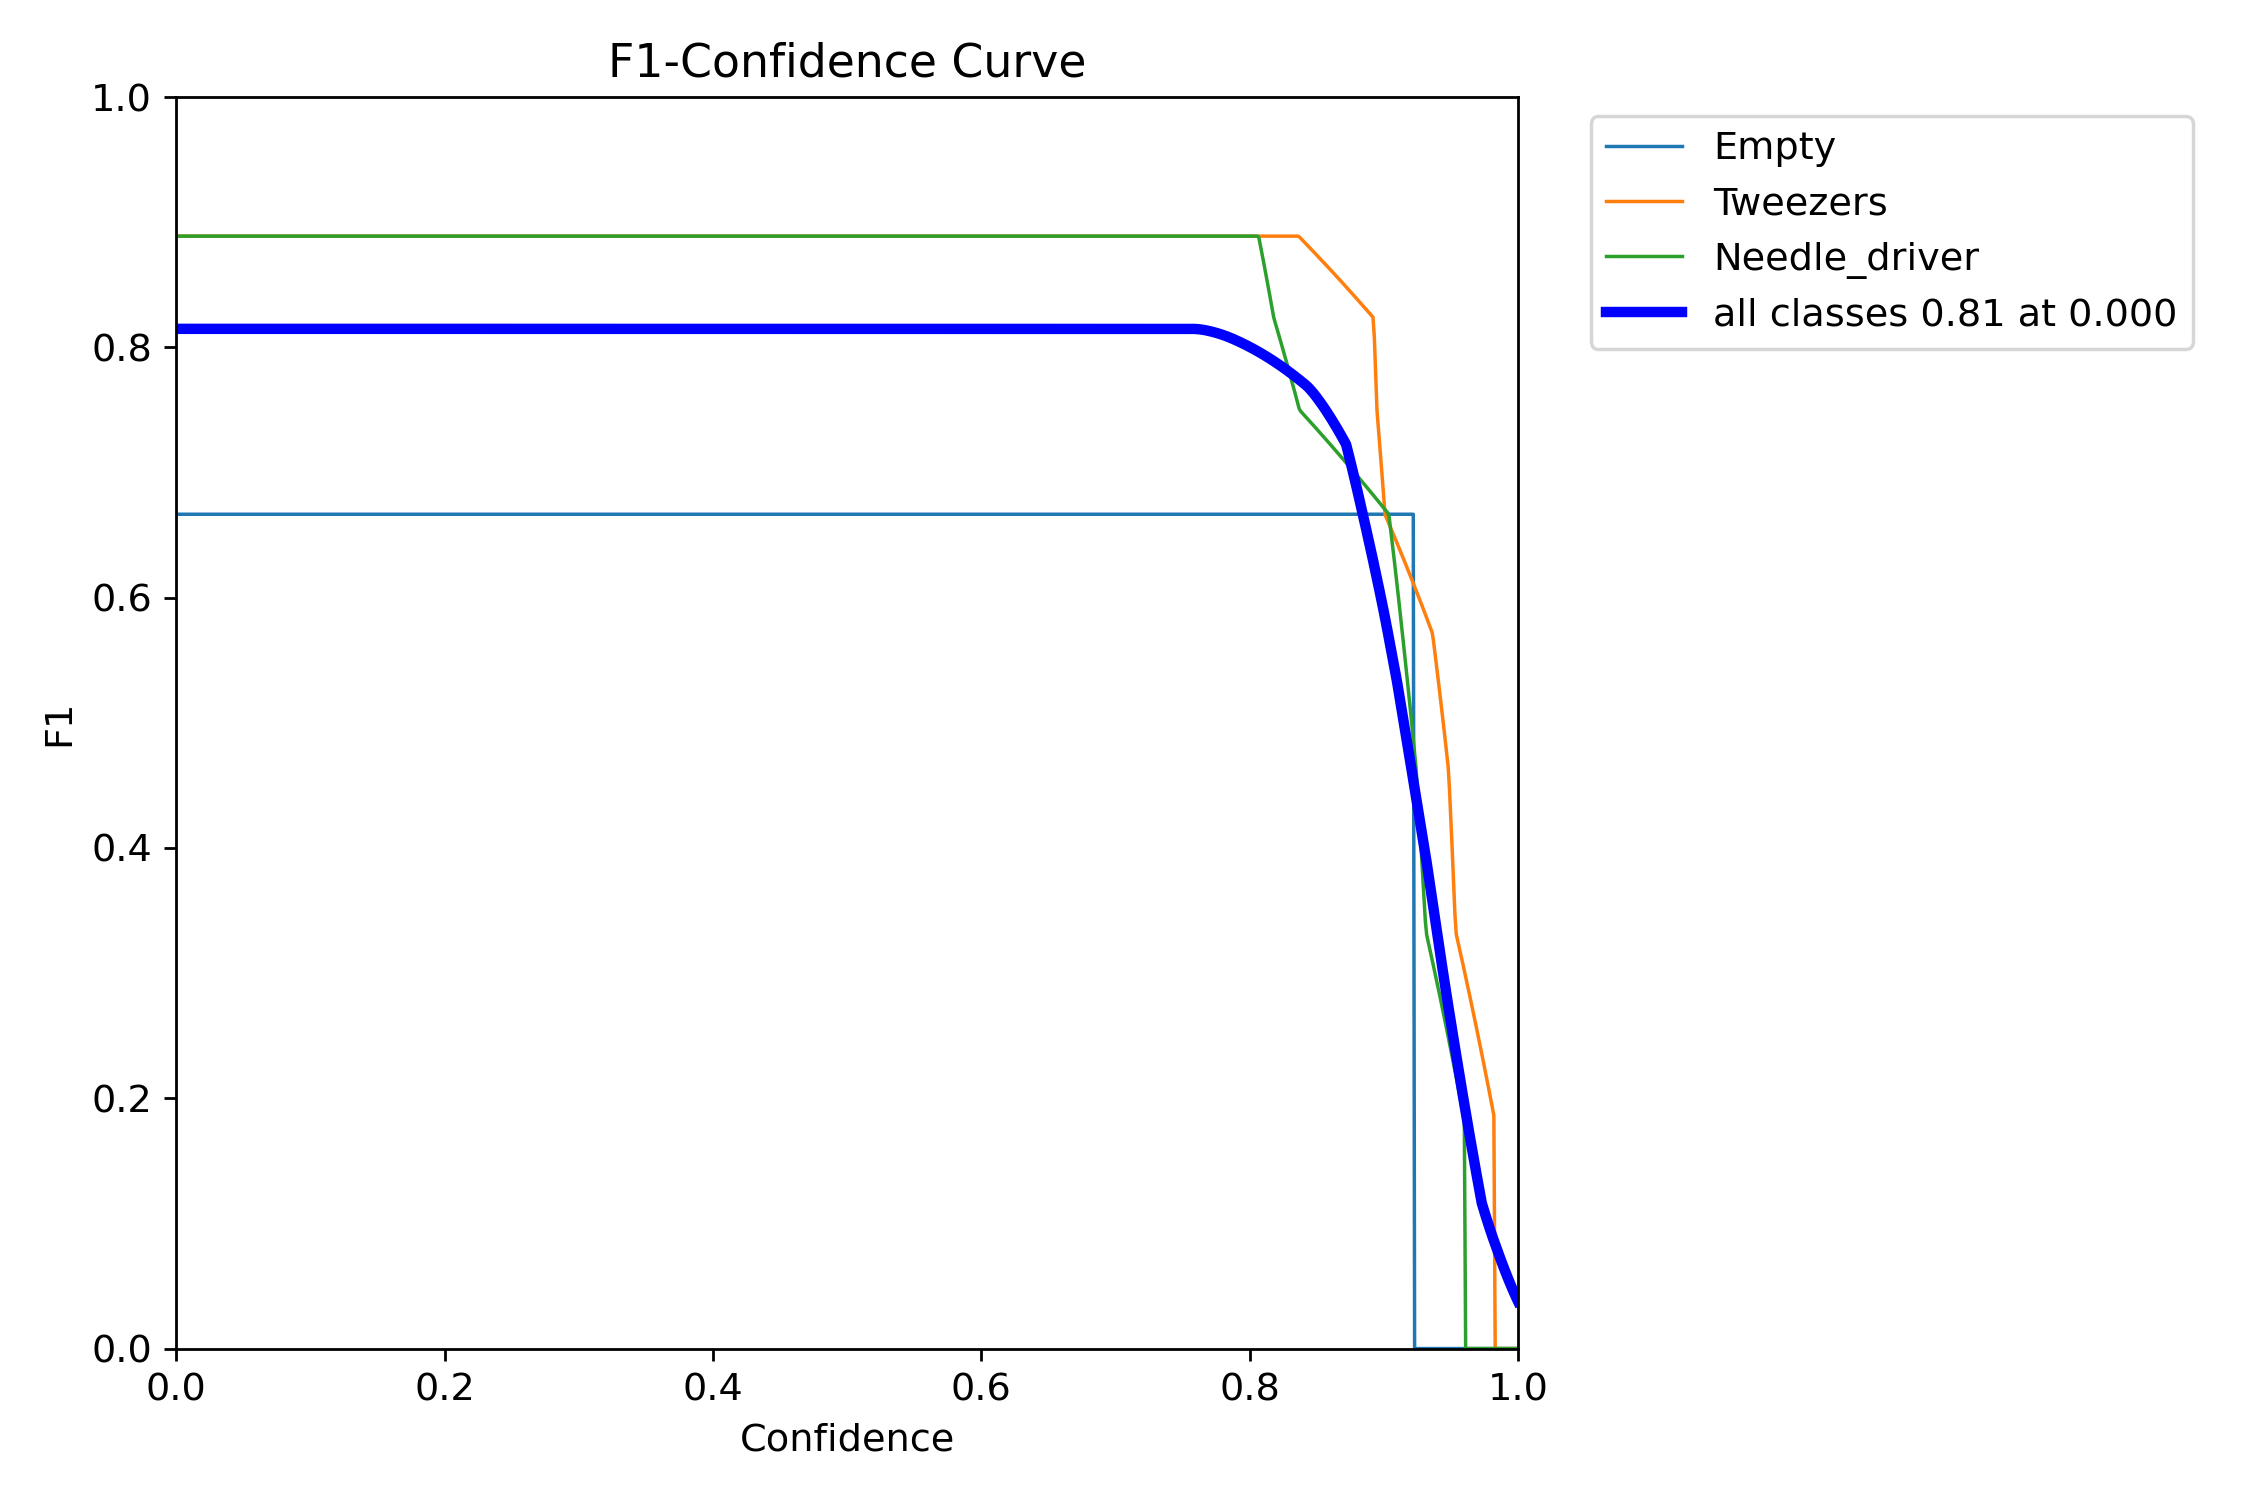 F1-Confidence Curve
1.0
0.8
0.6
0.4
0.2
0.0
F1
0.0 0.2 0.4 0.6 0.8 1.0
Confidence
Empty
Tweezers
Needle_driver
all classes 0.81 at 0.000